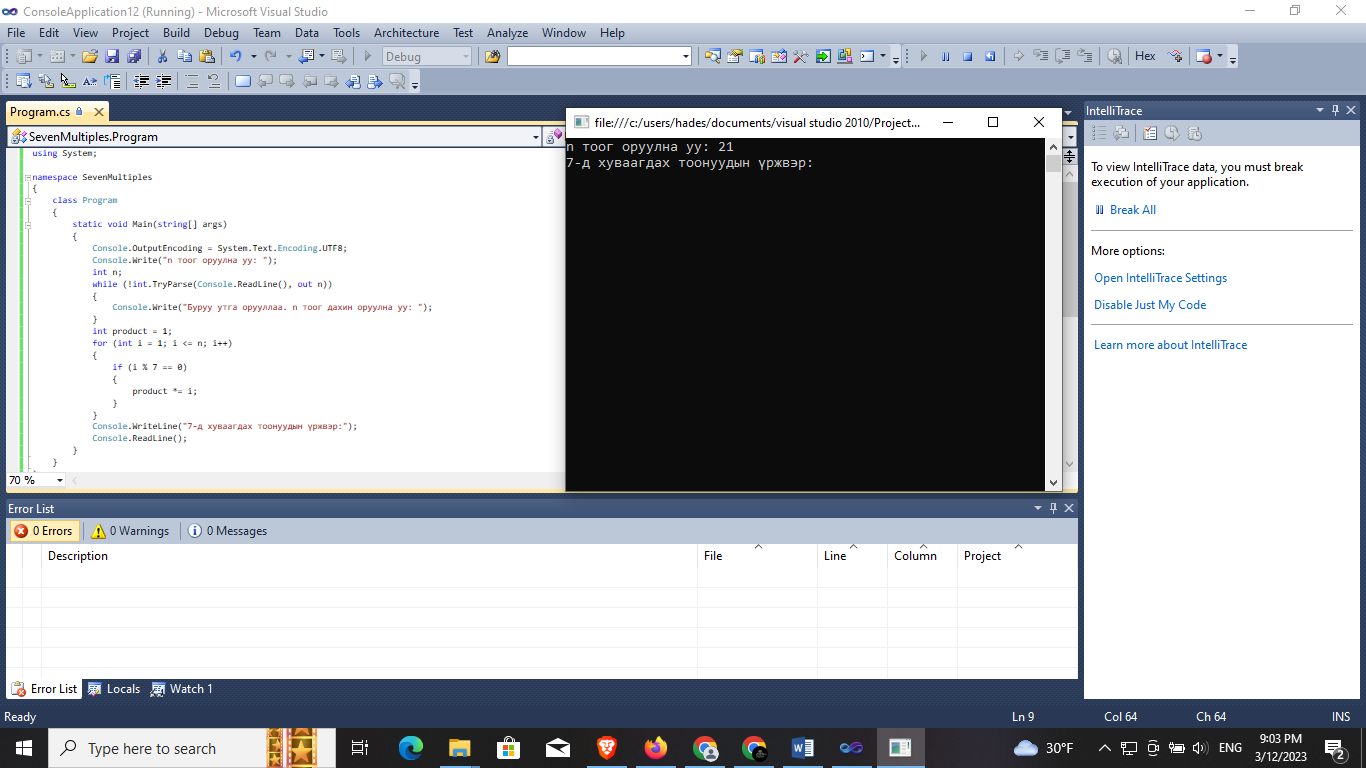 ConsoleApplication12 (Running) - Microsoft Visual Studio
File Edit View Project Build Debug Team Data Tools Architecture Test Analyze Window Help
Debug
Hex
Program.cs
SevenMultiples.Program
using System;
namespace SevenMultiples
{
class Program
{
static void Main(string[] args)
{
Console.OutputEncoding = System.Text.Encoding.UTF8;
Console.Write("n тоог оруулна уу: ");
int n;
while (!int.TryParse(Console.ReadLine(), out n))
{
Console.Write("Буруу утга орууллаа. n тоог дахин оруулна уу: ");
}
int product = 1;
for (int i = 1; i <= n; i++)
{
if (i % 7 == 0)
{
product *= i;
}
}
Console.WriteLine("7-д хуваагдах тоонуудын үржвэр:");
Console.ReadLine();
}
}
70 %
file:///c:/users/hades/documents/visual studio 2010/Project...
n тоог оруулна уу: 21
7-д хуваагдах тоонуудын үржвэр:
IntelliTrace
To view IntelliTrace data, you must break
execution of your application.
Break All
More options:
Open IntelliTrace Settings
Disable Just My Code
Learn more about IntelliTrace
Error List
0 Errors 0 Warnings 0 Messages
Description File Line Column Project
Error List Locals Watch 1
Ready Ln 9 Col 64 Ch 64 INS
Type here to search
30°F
ENG
9:03 PM
3/12/2023
2